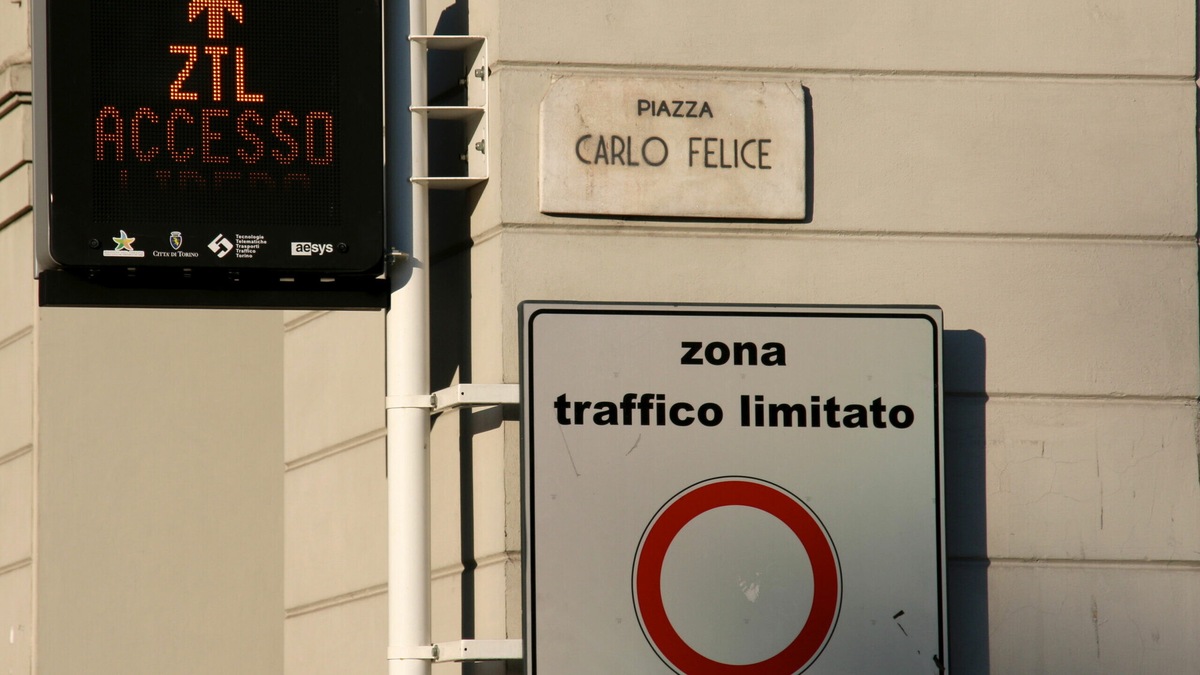 ZTL
ACCESSO
CITTÀ DI TORINO
Tecnologie
Telematiche
Trasporti
Traffico
Torino
aesys
PIAZZA
CARLO FELICE
zona
traffico limitato